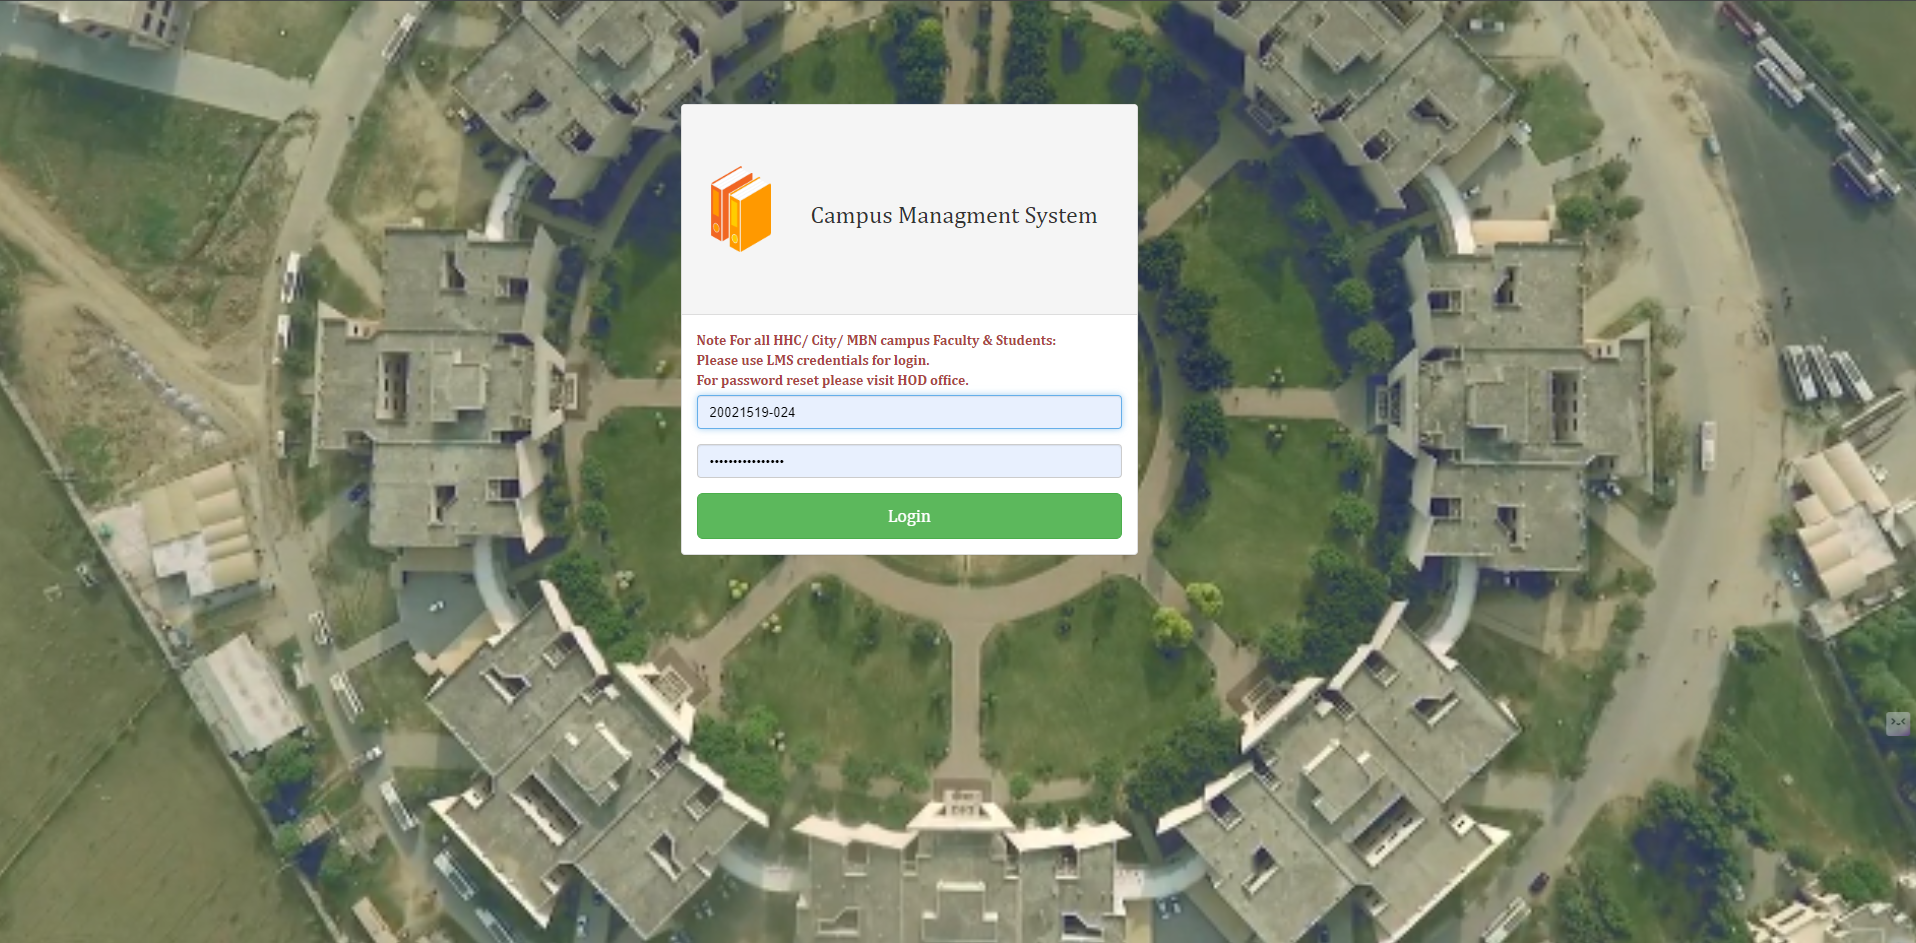 Campus Managment System
Note For all HHC/ City/ MBN campus Faculty & Students:
Please use LMS credentials for login.
For password reset please visit HOD office.
20021519-024
••••••••••••••••
Login